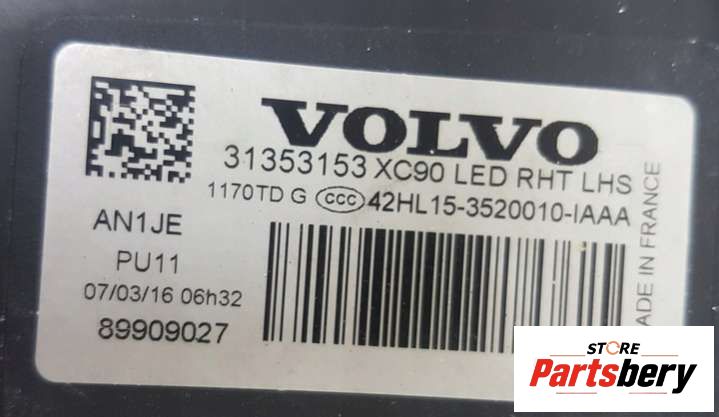 VOLVO
31353153 XC90 LED RHT LHS
1170TD G CCC 42HL15-3520010-IAAA
AN1JE
PU11
07/03/16 06h32
89909027
ADE IN FRANCE
STORE
Partsbery